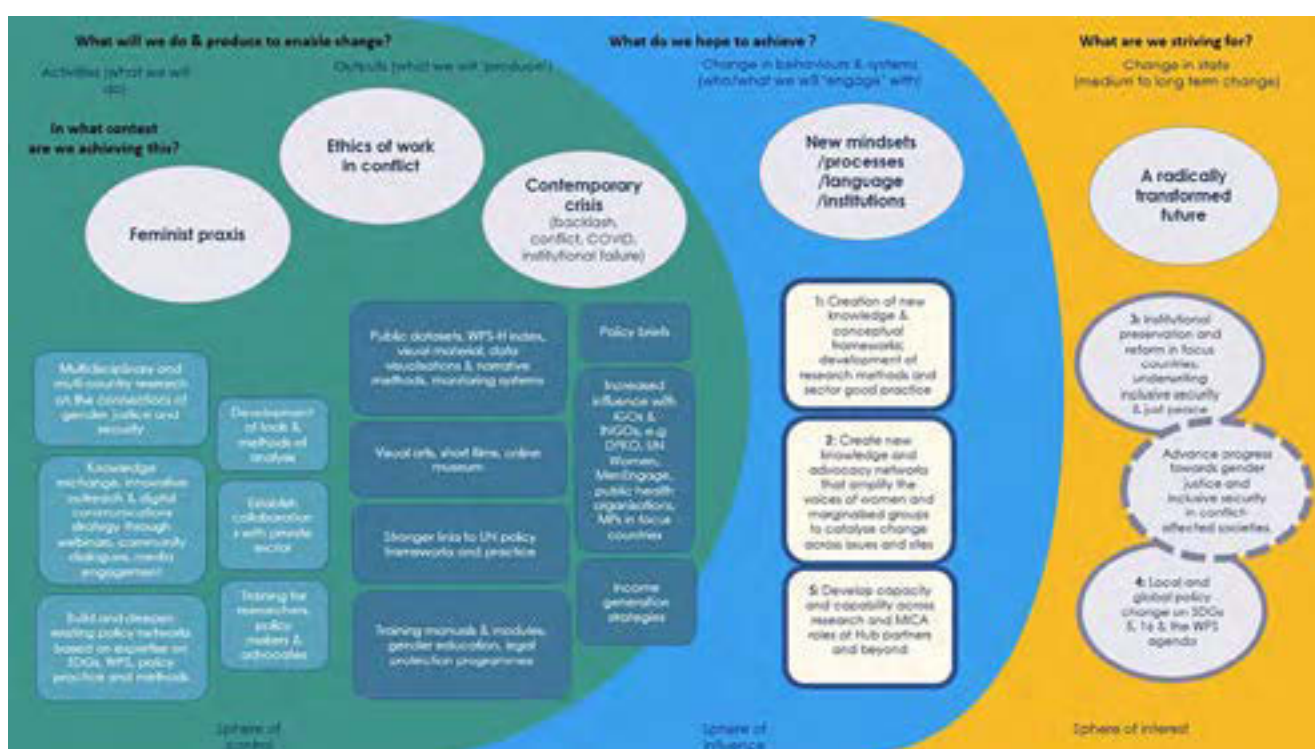 What will we do & produce to enable change?
Activities (what we will
do)
Outputs (what we will 'produce')
In what context
are we achieving this?
Feminist praxis
Ethics of work
in conflict
Contemporary
crisis
(backlash,
conflict, COVID,
institutional failure)
Multidisciplinary and
multi-country research
on the connections of
gender justice and
security
Knowledge
exchange, innovative
outreach & digital
communications
strategy through
webinars, community
dialogues, media
engagement
Build and deepen
existing policy networks
based on expertise on
SDGs, WPS, policy
practice and methods
Development
of tools &
methods of
analysis
Establish
collaboration
s with private
sector
Training for
researchers,
policy
makers &
advocates
Public datasets, WPS-H index,
visual material, data
visualisations & narrative
methods, monitoring systems
Visual arts, short films, online
museum
Stronger links to UN policy
frameworks and practice
Training manuals & modules,
gender education, legal
protection programmes
Policy briefs
Increased
influence with
IGOs &
INGOs, e.g
DPKO, UN
Women,
MenEngage,
public health
organisations,
MPs in focus
countries
Income
generation
strategies
Sphere of
control
What do we hope to achieve ?
Change in behaviours & systems
(who/what we will "engage" with)
New mindsets
/processes
/language
/institutions
1: Creation of new
knowledge &
conceptual
frameworks;
development of
research methods and
sector good practice
2: Create new
knowledge and
advocacy networks
that amplify the
voices of women and
marginalised groups
to catalyse change
across issues and sites
5: Develop capacity
and capability across
research and MICA
roles of Hub partners
and beyond
Sphere of
influence
What are we striving for?
Change in state
(medium to long term change)
A radically
transformed
future
3: Institutional
preservation and
reform in focus
countries,
underwriting
inclusive security
& just peace
Advance progress
towards gender
justice and
inclusive security
in conflict-
affected societies
4: Local and
global policy
change on SDGs
5, 16 & the WPS
agenda
Sphere of interest